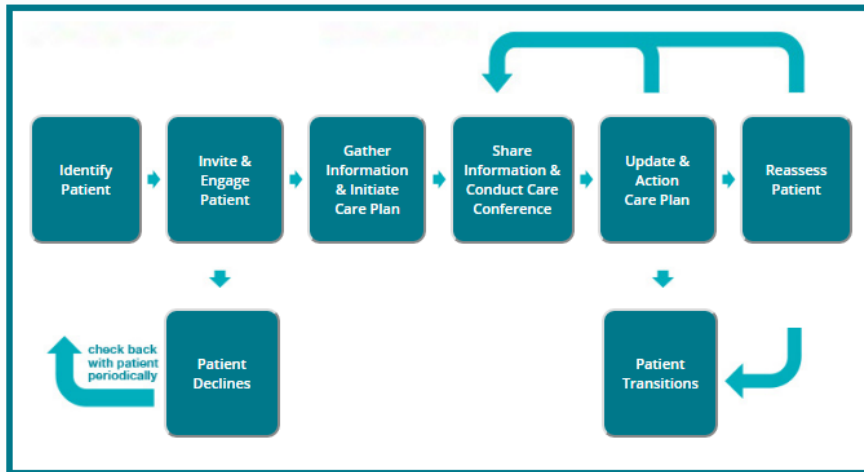 Identify
Patient
Invite &
Engage
Patient
Gather
Information
& Initiate
Care Plan
Share
Information &
Conduct Care
Conference
Update &
Action
Care Plan
Reassess
Patient
check back
with patient
periodically
Patient
Declines
Patient
Transitions